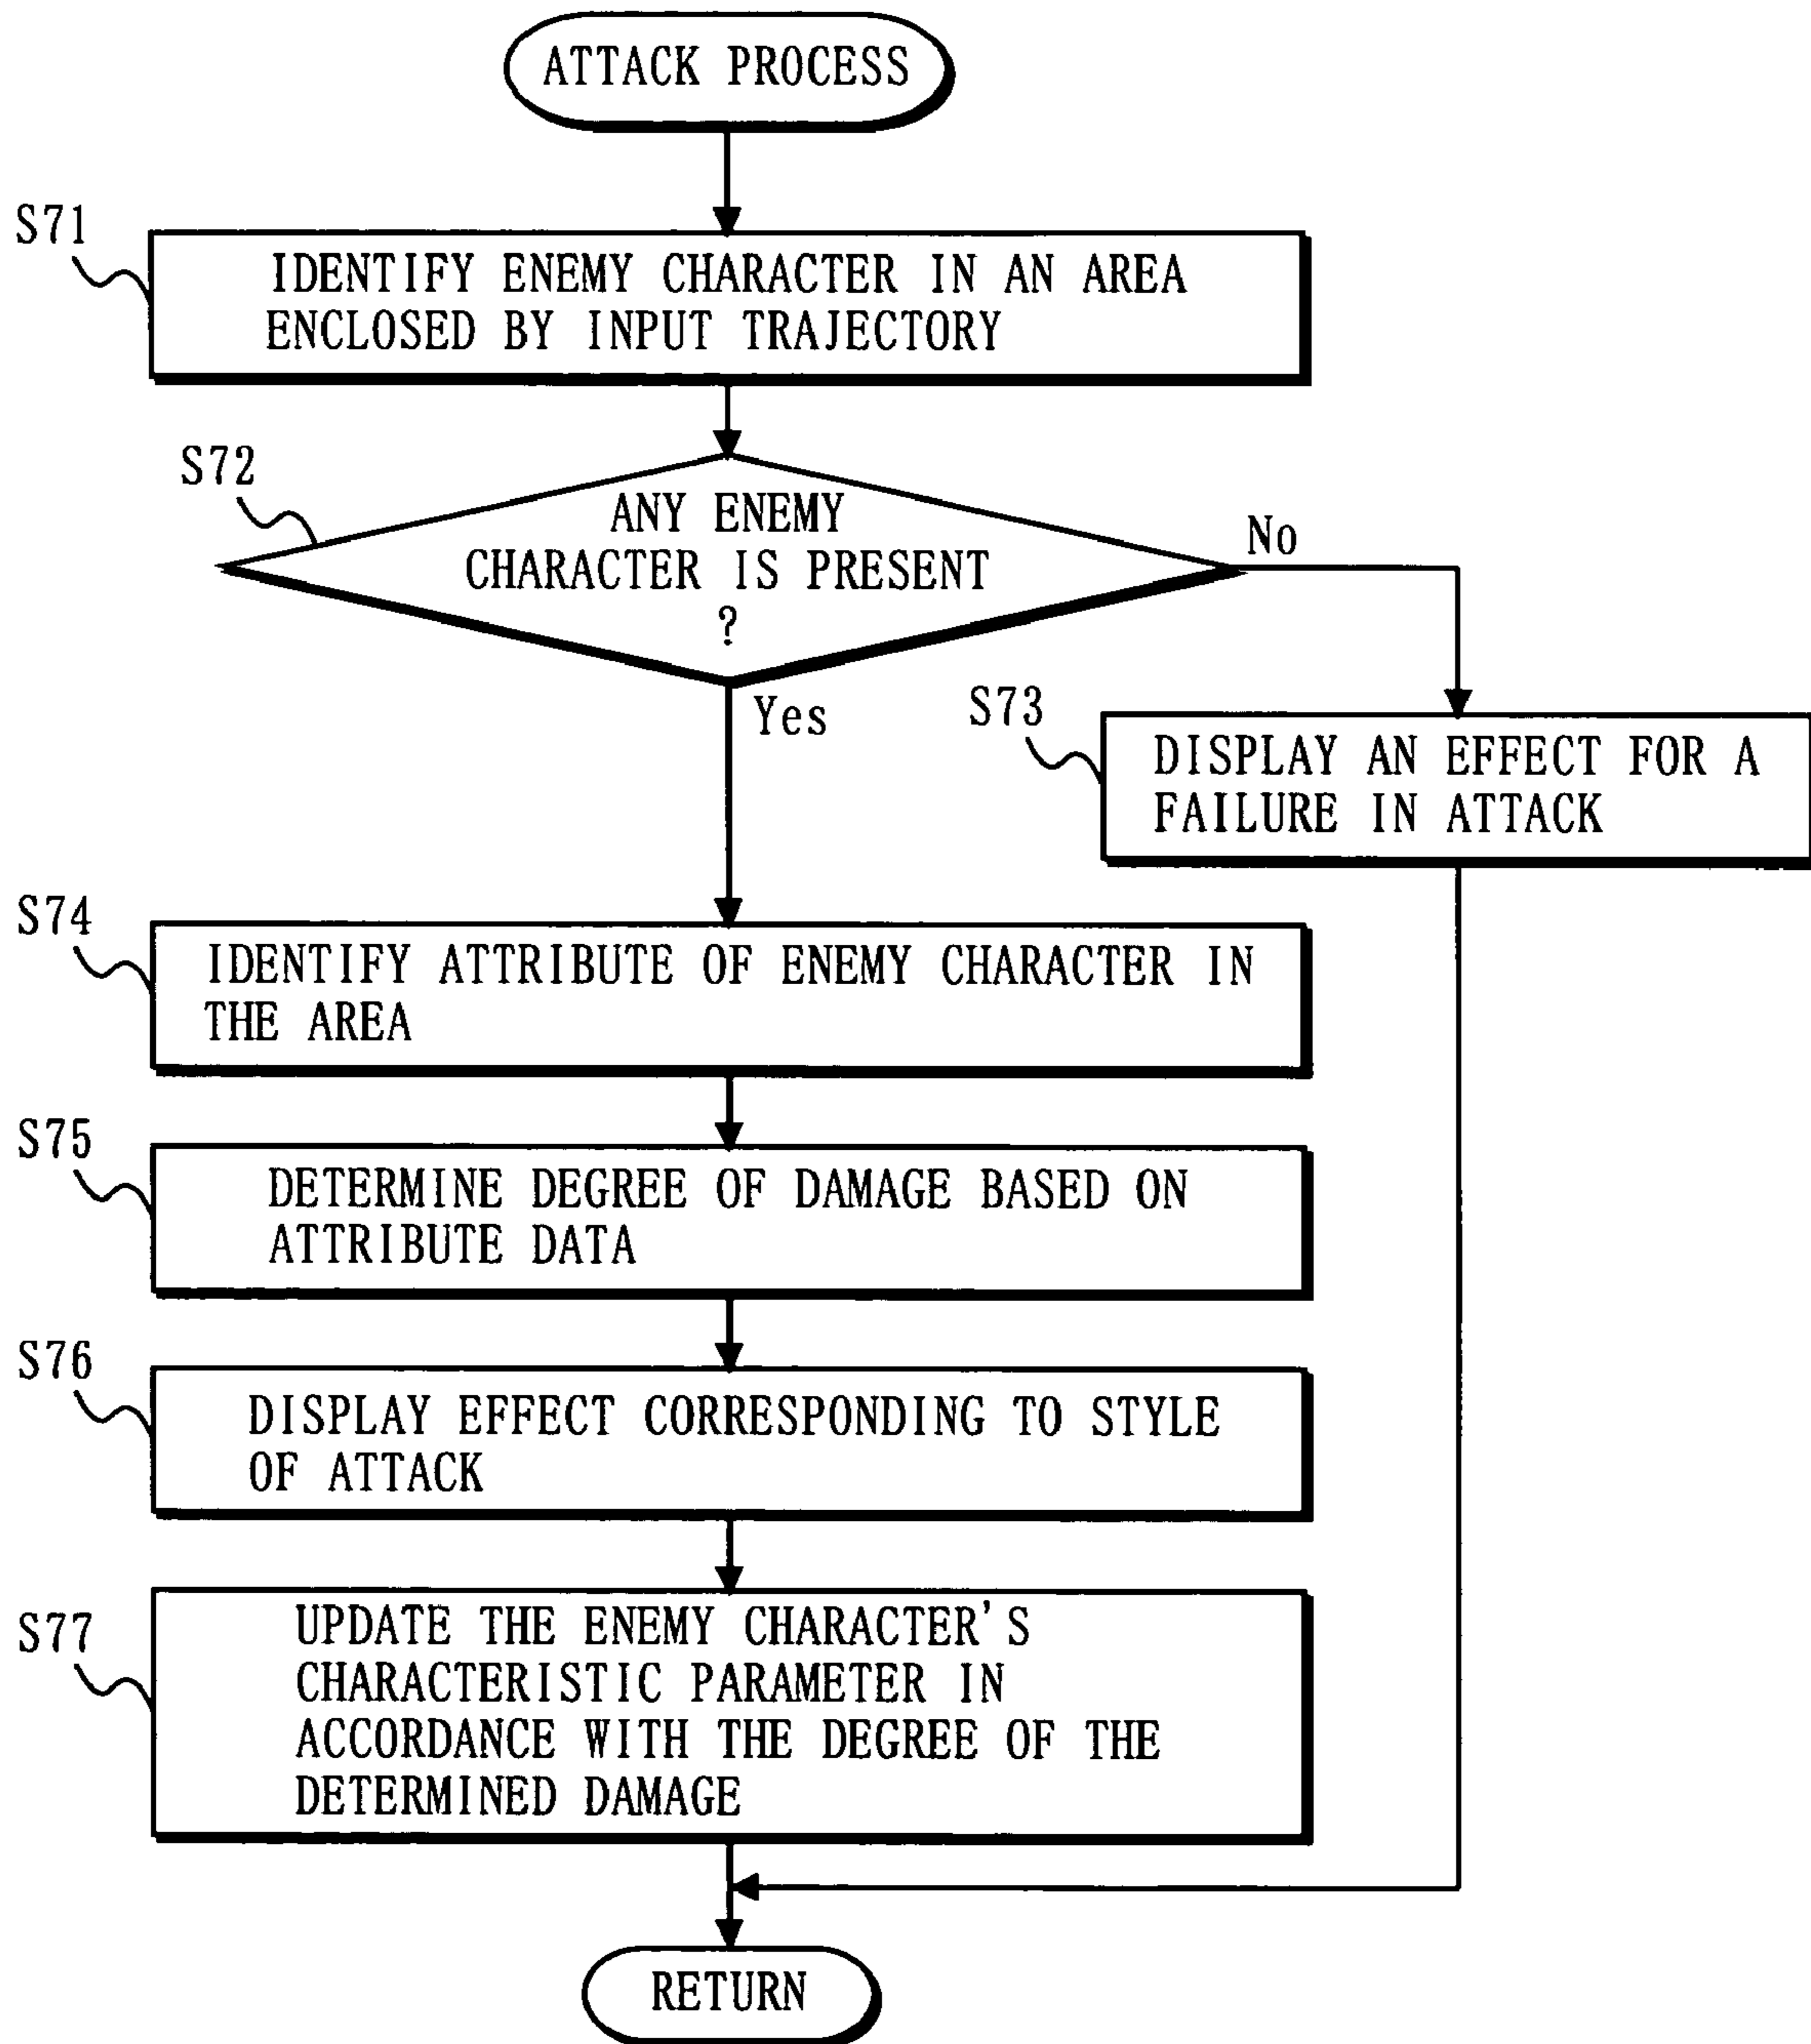 ATTACK PROCESS
S71
IDENTIFY ENEMY CHARACTER IN AN AREA
ENCLOSED BY INPUT TRAJECTORY
S72
ANY ENEMY
CHARACTER IS PRESENT
?
No
Yes
S73
DISPLAY AN EFFECT FOR A
FAILURE IN ATTACK
S74
IDENTIFY ATTRIBUTE OF ENEMY CHARACTER IN
THE AREA
S75
DETERMINE DEGREE OF DAMAGE BASED ON
ATTRIBUTE DATA
S76
DISPLAY EFFECT CORRESPONDING TO STYLE
OF ATTACK
S77
UPDATE THE ENEMY CHARACTER'S
CHARACTERISTIC PARAMETER IN
ACCORDANCE WITH THE DEGREE OF THE
DETERMINED DAMAGE
RETURN